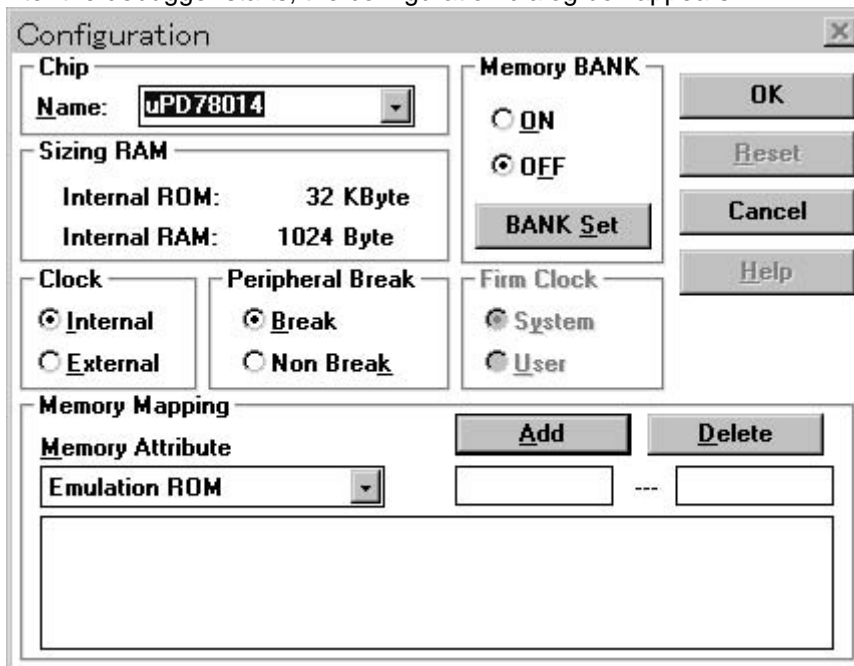 Configuration
Chip
Name: uPD78014
Sizing RAM
Internal ROM: 32 KByte
Internal RAM: 1024 Byte
Memory BANK
ON
OFF
BANK Set
OK
Reset
Cancel
Help
Clock
Internal
External
Peripheral Break
Break
Non Break
Firm Clock
System
User
Memory Mapping
Memory Attribute
Emulation ROM
Add
Delete
---